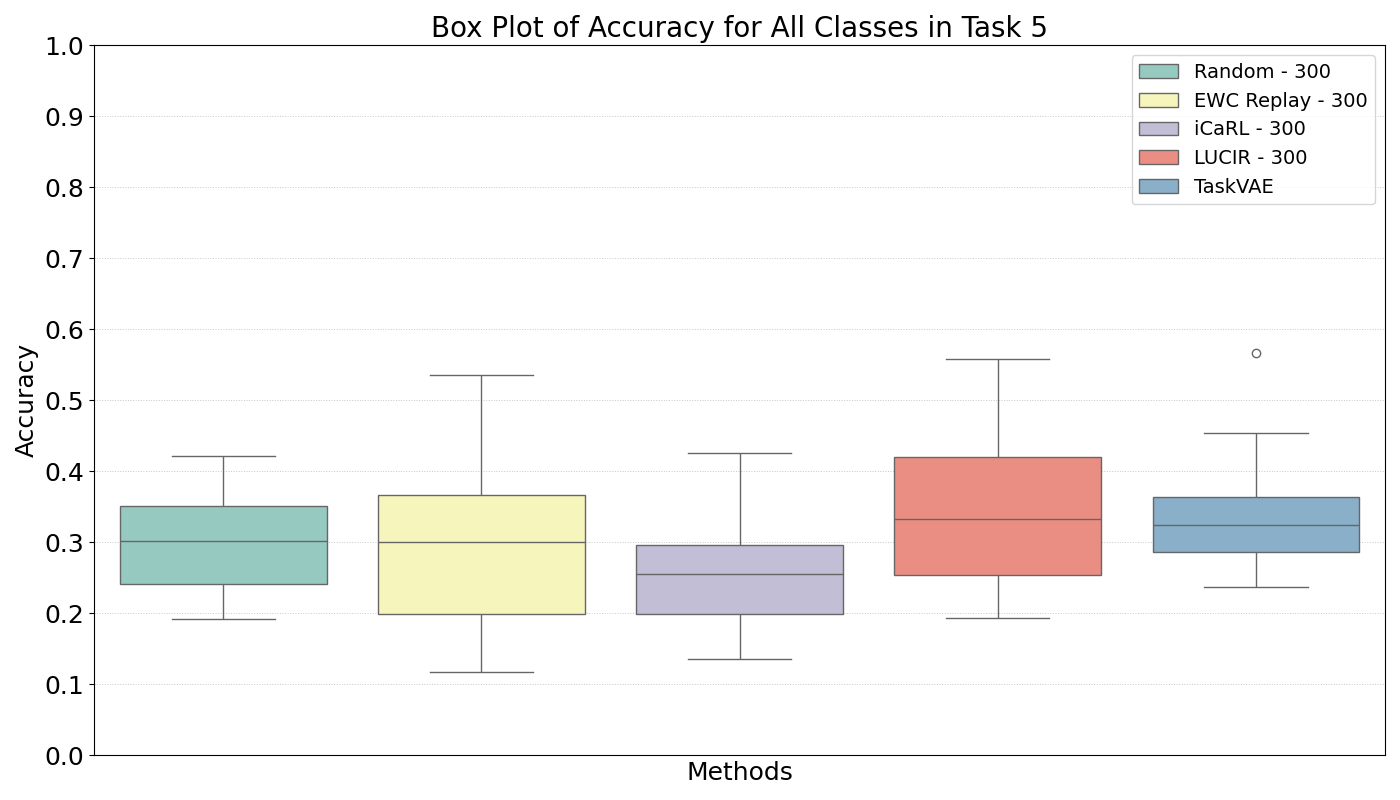 Box Plot of Accuracy for All Classes in Task 5
1.0
0.9
0.8
0.7
0.6
0.5
0.4
0.3
0.2
0.1
0.0
Accuracy
Methods
Random - 300
EWC Replay - 300
iCaRL - 300
LUCIR - 300
TaskVAE